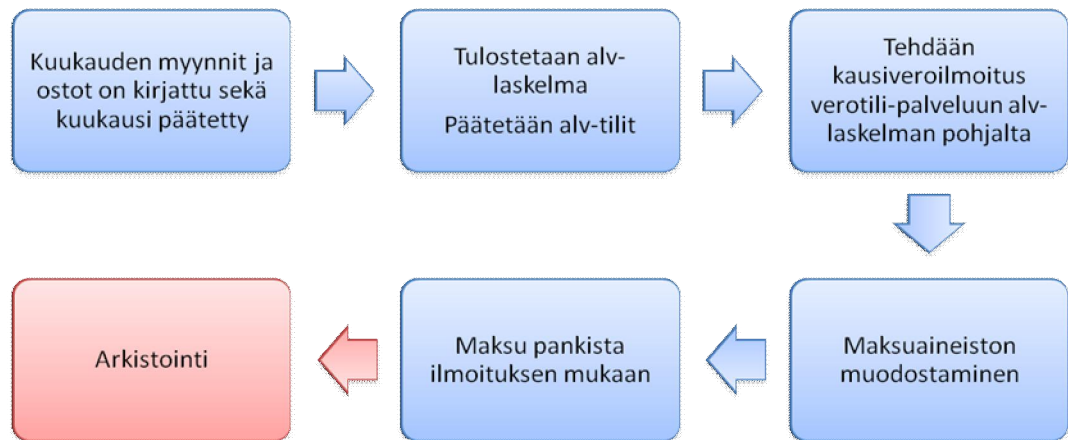 Kuukauden myynnit ja
ostot on kirjattu sekä
kuukausi päätetty
Tulostetaan alv-
laskelma
Päätetään alv-tilit
Tehdään
kausiveroilmoitus
verotili-palveluun alv-
laskelman pohjalta
Maksuaineiston
muodostaminen
Maksu pankista
ilmoituksen mukaan
Arkistointi